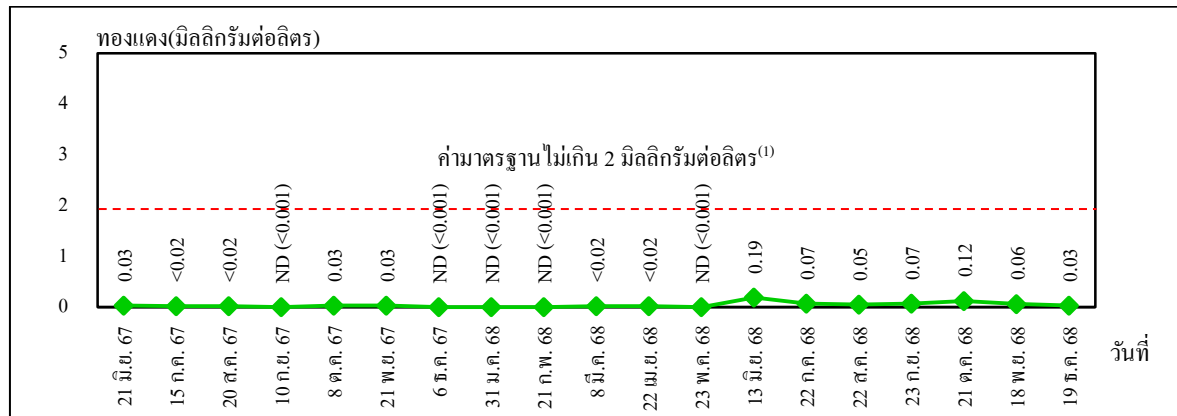 ทองแดง(มิลลิกรัมต่อลิตร)
5
4
3
2
1
0
ค่ามาตรฐานไม่เกิน 2 มิลลิกรัมต่อลิตร(1)
0.03
<0.02
<0.02
ND (<0.001)
0.03
0.03
ND (<0.001)
ND (<0.001)
ND (<0.001)
<0.02
<0.02
ND (<0.001)
0.19
0.07
0.05
0.07
0.12
0.06
0.03
21 มิ.ย. 67
15 ก.ค. 67
20 ส.ค. 67
10 ก.ย. 67
8 ต.ค. 67
21 พ.ย. 67
6 ธ.ค. 67
31 ม.ค. 68
21 ก.พ. 68
8 มี.ค. 68
22 เม.ย. 68
23 พ.ค. 68
13 มิ.ย. 68
22 ก.ค. 68
22 ส.ค. 68
23 ก.ย. 68
21 ต.ค. 68
18 พ.ย. 68
19 ธ.ค. 68
วันที่